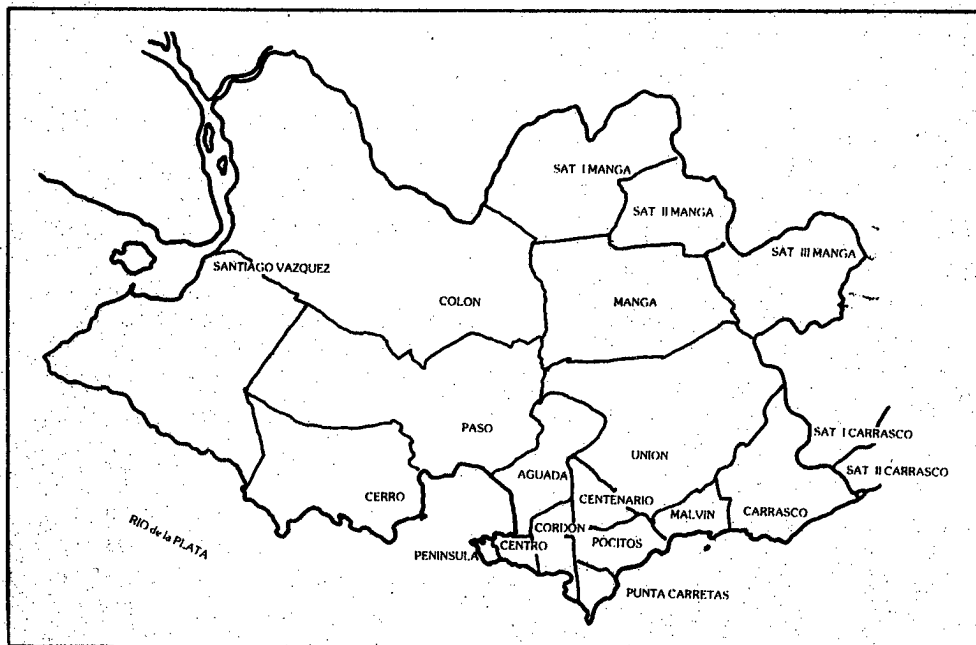 SAT I MANGA
SAT II MANGA
SAT III MANGA
SANTIAGO VAZQUEZ
COLON
MANGA
PASO
UNION
SAT I CARRASCO
SAT II CARRASCO
AGUADA
CERRO
CENTENARIO
MALVIN
CARRASCO
RIO de la PLATA
CORDON
POCITOS
PENINSULA
CENTRO
PUNTA CARRETAS